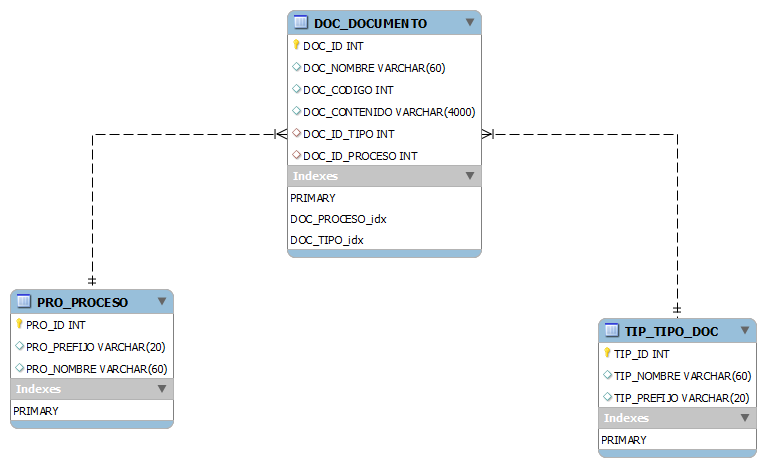 DOC_DOCUMENTO
DOC_ID INT
DOC_NOMBRE VARCHAR(60)
DOC_CODIGO INT
DOC_CONTENIDO VARCHAR(4000)
DOC_ID_TIPO INT
DOC_ID_PROCESO INT
Indexes
PRIMARY
DOC_PROCESO_idx
DOC_TIPO_idx
PRO_PROCESO
PRO_ID INT
PRO_PREFIJO VARCHAR(20)
PRO_NOMBRE VARCHAR(60)
Indexes
PRIMARY
TIP_TIPO_DOC
TIP_ID INT
TIP_NOMBRE VARCHAR(60)
TIP_PREFIJO VARCHAR(20)
Indexes
PRIMARY